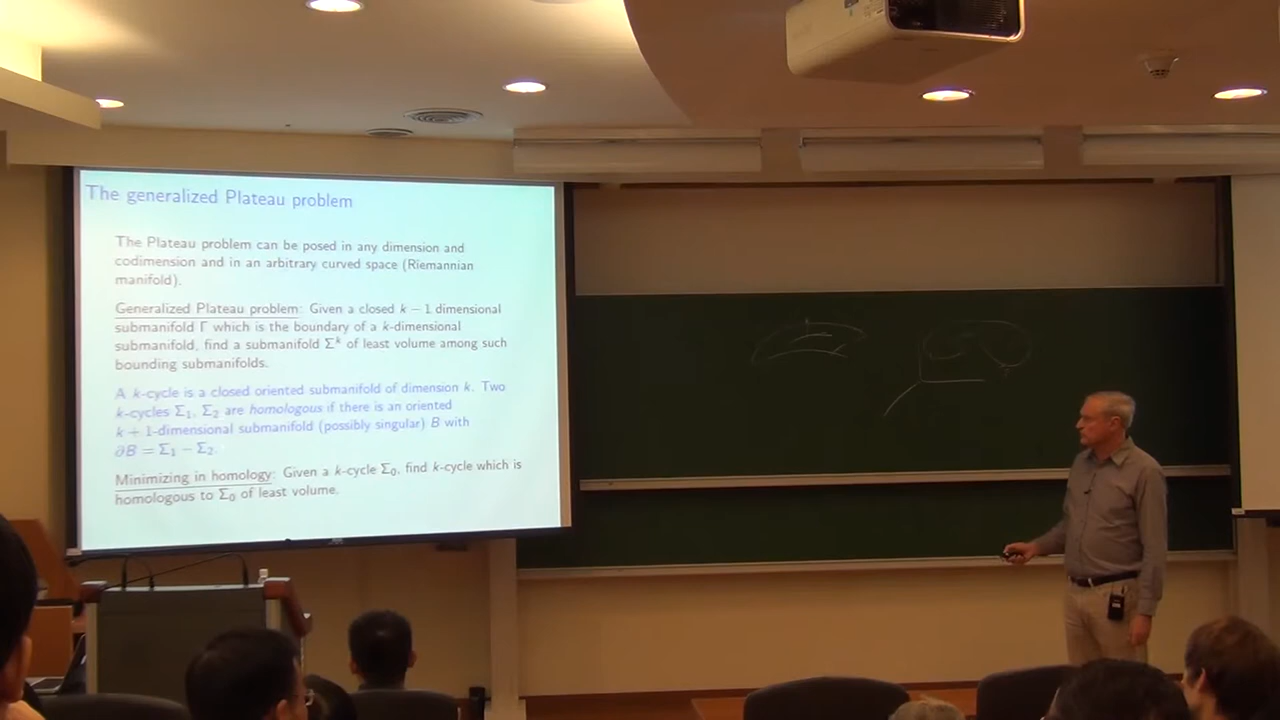 The generalized Plateau problem
The Plateau problem can be posed in any dimension and
codimension and in an arbitrary curved space (Riemannian
manifold).
Generalized Plateau problem: Given a closed k − 1 dimensional
submanifold Γ which is the boundary of a k-dimensional
submanifold, find a submanifold Σᵏ of least volume among such
bounding submanifolds.
A k-cycle is a closed oriented submanifold of dimension k. Two
k-cycles Σ₁, Σ₂ are homologous if there is an oriented
k + 1-dimensional submanifold (possibly singular) B with
∂B = Σ₁ − Σ₂.
Minimizing in homology: Given a k-cycle Σ₀, find k-cycle which is
homologous to Σ₀ of least volume.